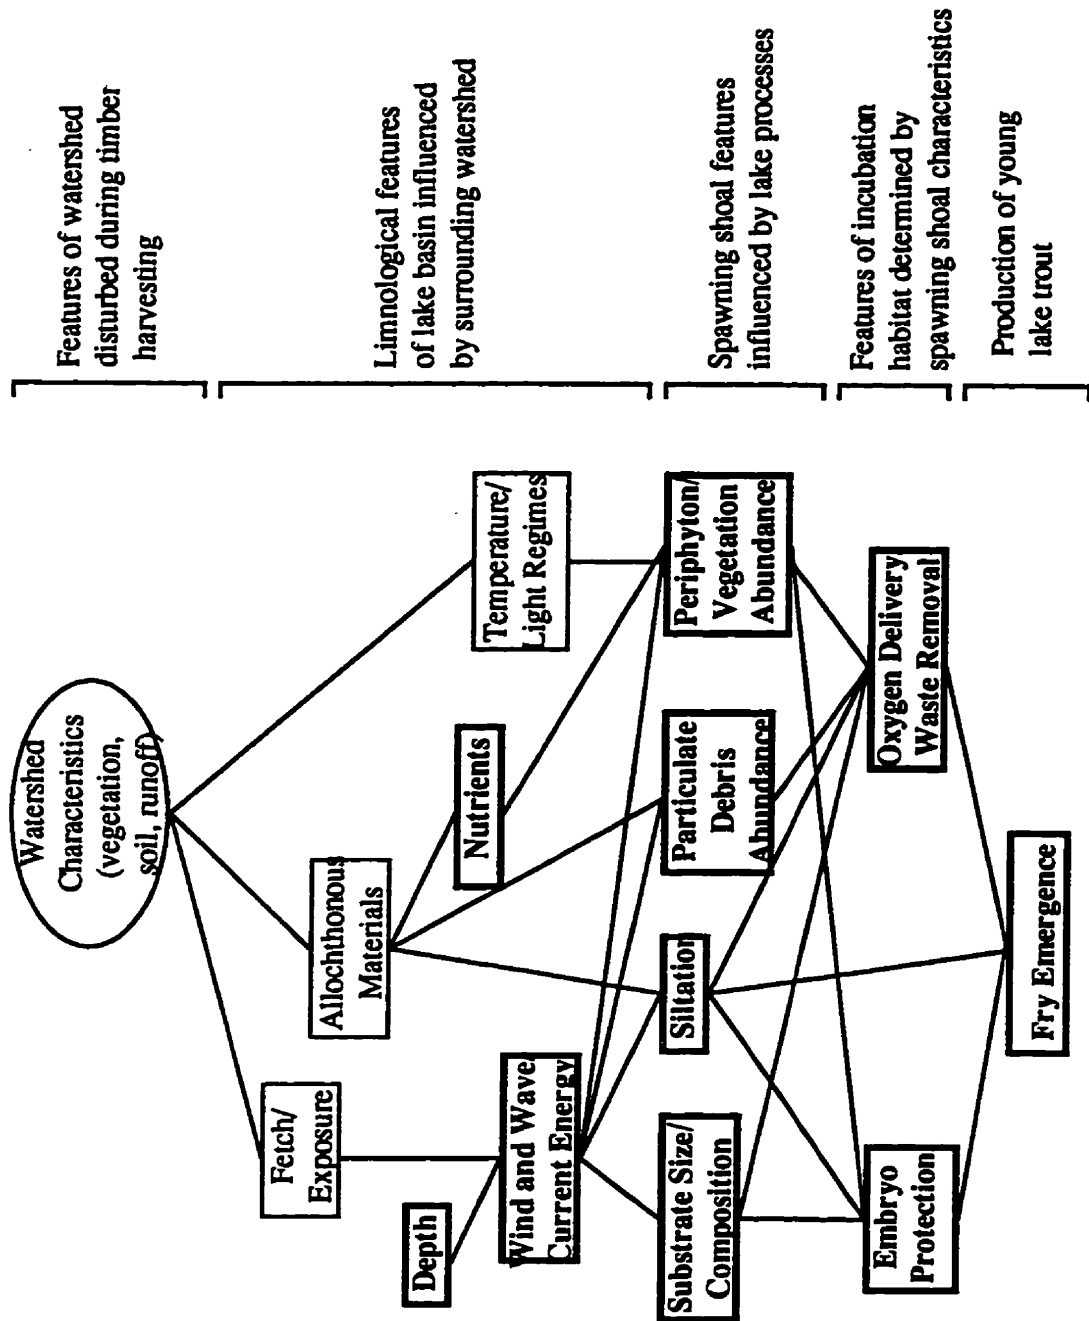 Watershed
Characteristics
(vegetation,
soil, runoff)
Features of watershed
disturbed during timber
harvesting
Fetch/
Exposure
Allochthonous
Materials
Depth
Nutrients
Temperature/
Light Regimes
Wind and Wave/
Current Energy
Limnological features
of lake basin influenced
by surrounding watershed
Substrate Size/
Composition
Siltation
Particulate
Debris
Abundance
Periphyton/
Vegetation
Abundance
Spawning shoal features
influenced by lake processes
Embryo
Protection
Oxygen Delivery
Waste Removal
Features of incubation
habitat determined by
spawning shoal characteristics
Fry Emergence
Production of young
lake trout